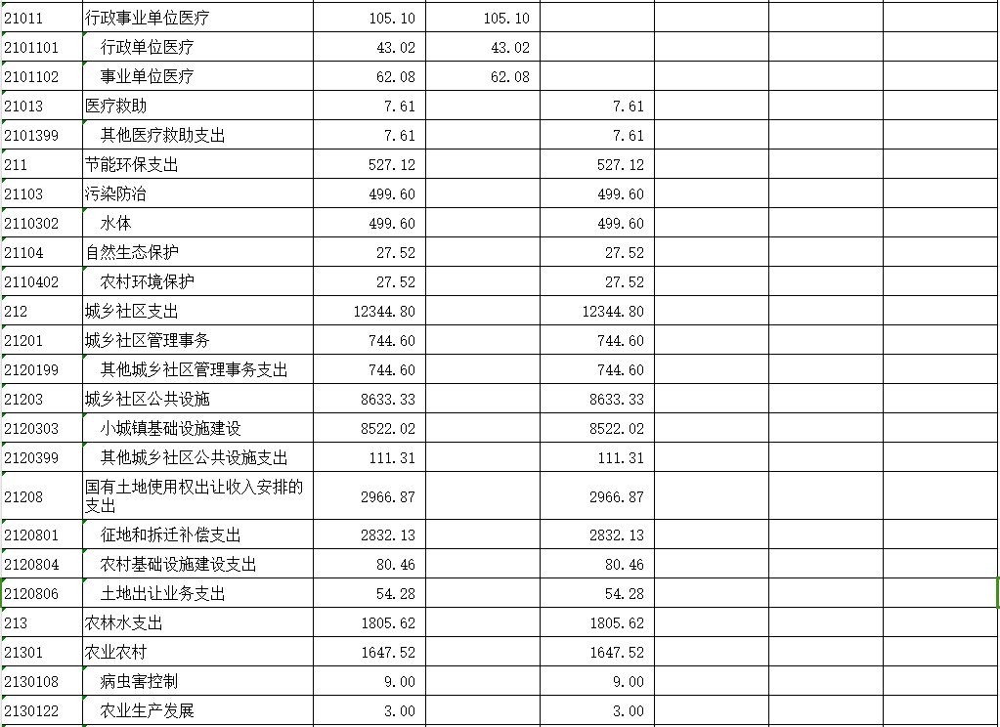 21011 行政事业单位医疗 105.10 105.10
2101101 行政单位医疗 43.02 43.02
2101102 事业单位医疗 62.08 62.08
21013 医疗救助 7.61 7.61
2101399 其他医疗救助支出 7.61 7.61
211 节能环保支出 527.12 527.12
21103 污染防治 499.60 499.60
2110302 水体 499.60 499.60
21104 自然生态保护 27.52 27.52
2110402 农村环境保护 27.52 27.52
212 城乡社区支出 12344.80 12344.80
21201 城乡社区管理事务 744.60 744.60
2120199 其他城乡社区管理事务支出 744.60 744.60
21203 城乡社区公共设施 8633.33 8633.33
2120303 小城镇基础设施建设 8522.02 8522.02
2120399 其他城乡社区公共设施支出 111.31 111.31
21208 国有土地使用权出让收入安排的 2966.87 2966.87
支出
2120801 征地和拆迁补偿支出 2832.13 2832.13
2120804 农村基础设施建设支出 80.46 80.46
2120806 土地出让业务支出 54.28 54.28
213 农林水支出 1805.62 1805.62
21301 农业农村 1647.52 1647.52
2130108 病虫害控制 9.00 9.00
2130122 农业生产发展 3.00 3.00